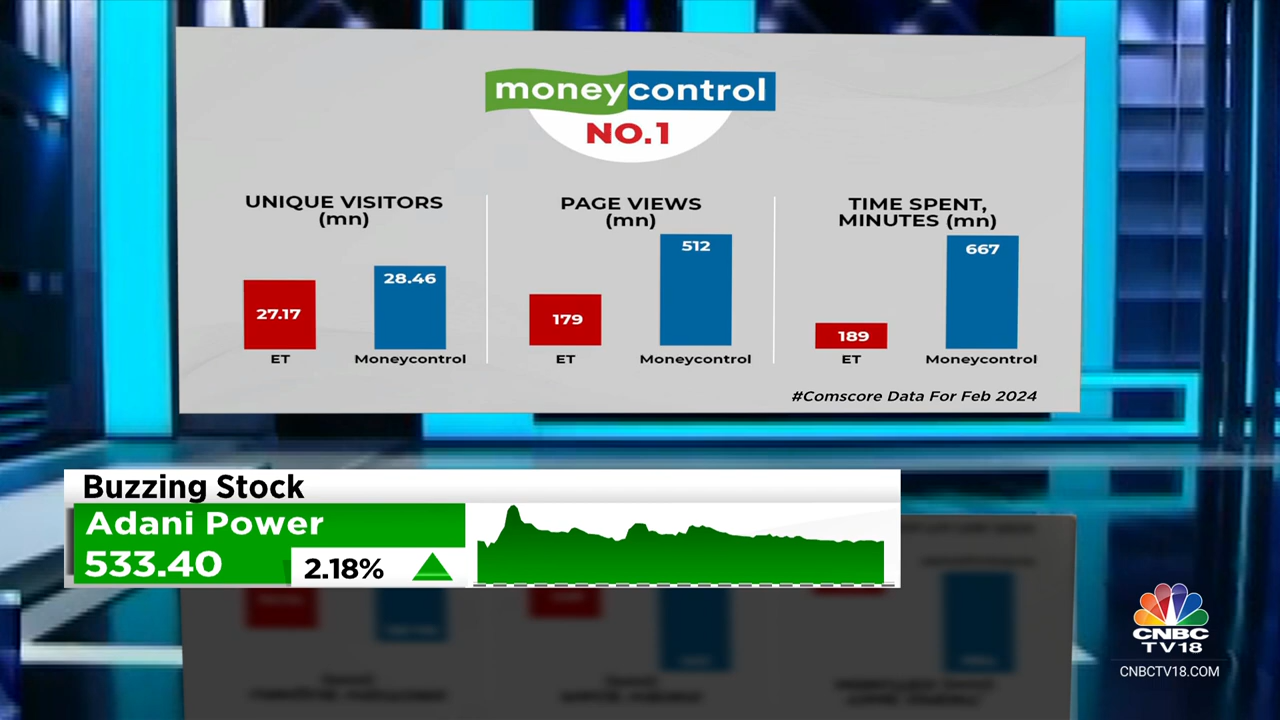 moneycontrol
NO.1
UNIQUE VISITORS
(mn)
27.17
28.46
ET
Moneycontrol
PAGE VIEWS
(mn)
179
512
ET
Moneycontrol
TIME SPENT,
MINUTES (mn)
189
667
ET
Moneycontrol
#Comscore Data For Feb 2024
Buzzing Stock
Adani Power
533.40
2.18%
CNBC
TV18
CNBCTV18.COM